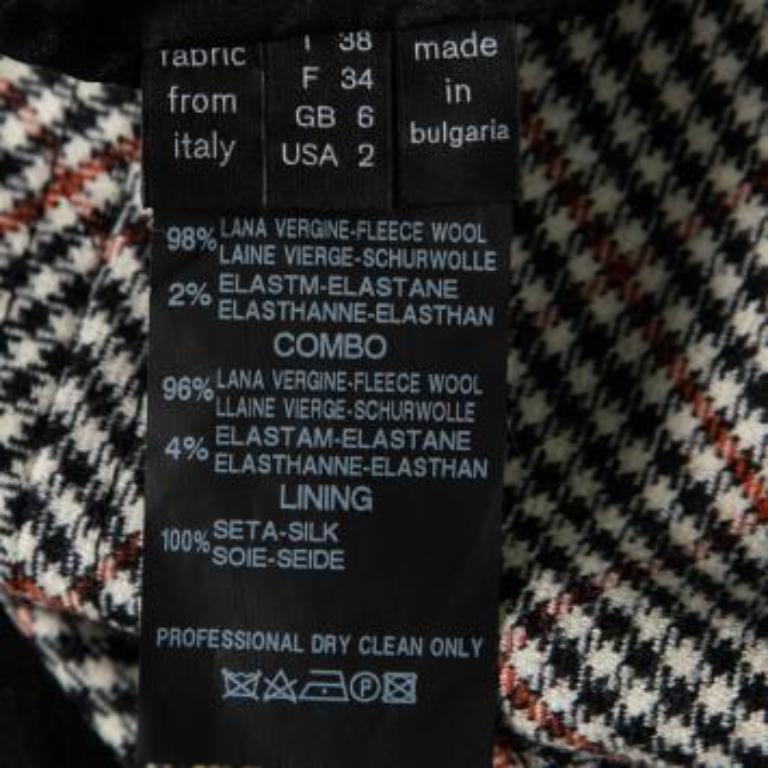 fabric
from
italy
I 38
F 34
GB 6
USA 2
made
in
bulgaria
98% LANA VERGINE-FLEECE WOOL
LAINE VIERGE-SCHURWOLLE
2% ELASTM-ELASTANE
ELASTHANNE-ELASTHAN
COMBO
96% LANA VERGINE-FLEECE WOOL
LLAINE VIERGE-SCHURWOLLE
4% ELASTAM-ELASTANE
ELASTHANNE-ELASTHAN
LINING
100% SETA-SILK
SOIE-SEIDE
PROFESSIONAL DRY CLEAN ONLY
P